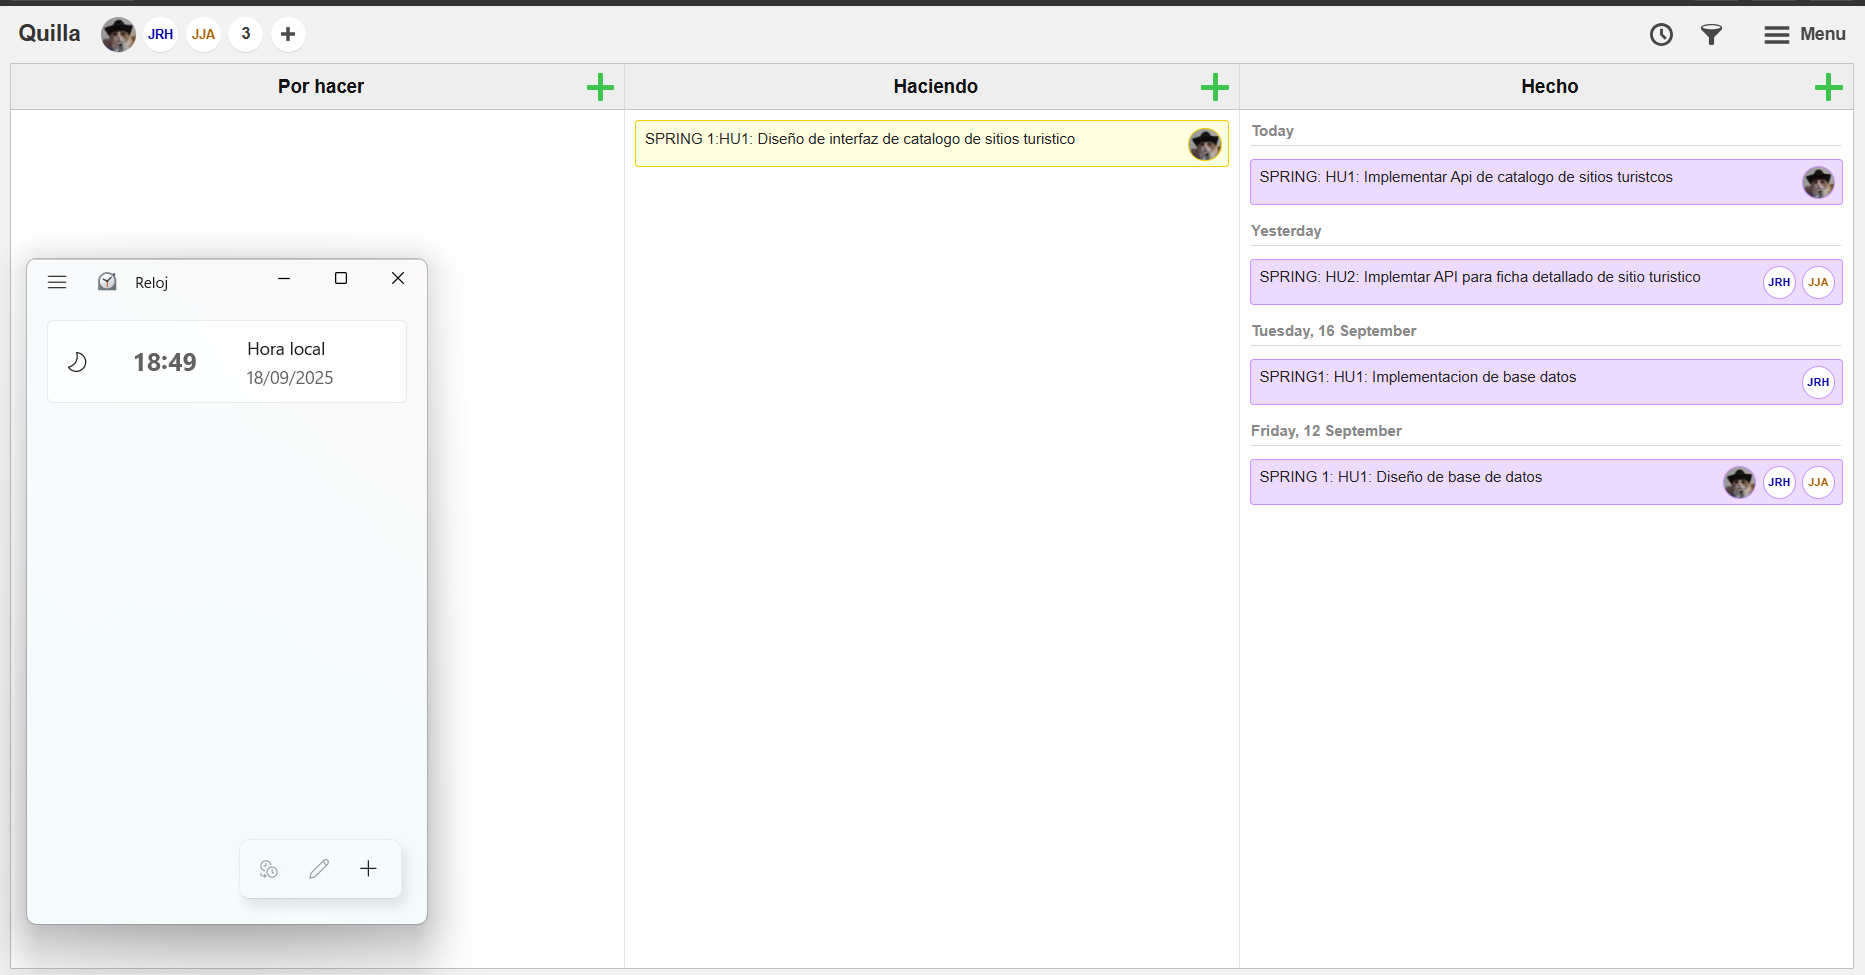 Quilla
JRH
JJA
3
Menu
Por hacer
Haciendo
Hecho
SPRING 1:HU1: Diseño de interfaz de catalogo de sitios turistico
Today
SPRING: HU1: Implementar Api de catalogo de sitios turistcos
Yesterday
SPRING: HU2: Implemtar API para ficha detallado de sitio turistico
JRH
JJA
Tuesday, 16 September
SPRING1: HU1: Implementacion de base datos
JRH
Friday, 12 September
SPRING 1: HU1: Diseño de base de datos
JRH
JJA
Reloj
18:49
Hora local
18/09/2025